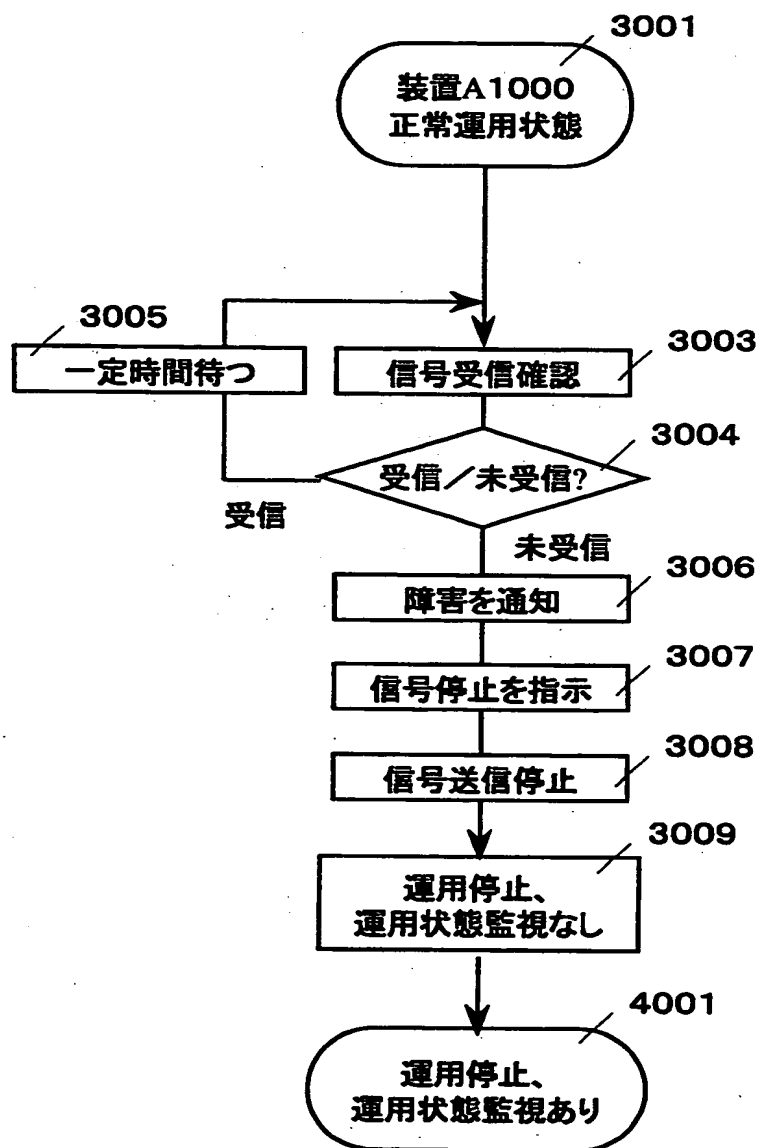 3001
装置A1000
正常運用状態
3005
一定時間待つ
3003
信号受信確認
3004
受信／未受信?
受信
未受信
3006
障害を通知
3007
信号停止を指示
3008
信号送信停止
3009
運用停止、
運用状態監視なし
4001
運用停止、
運用状態監視あり